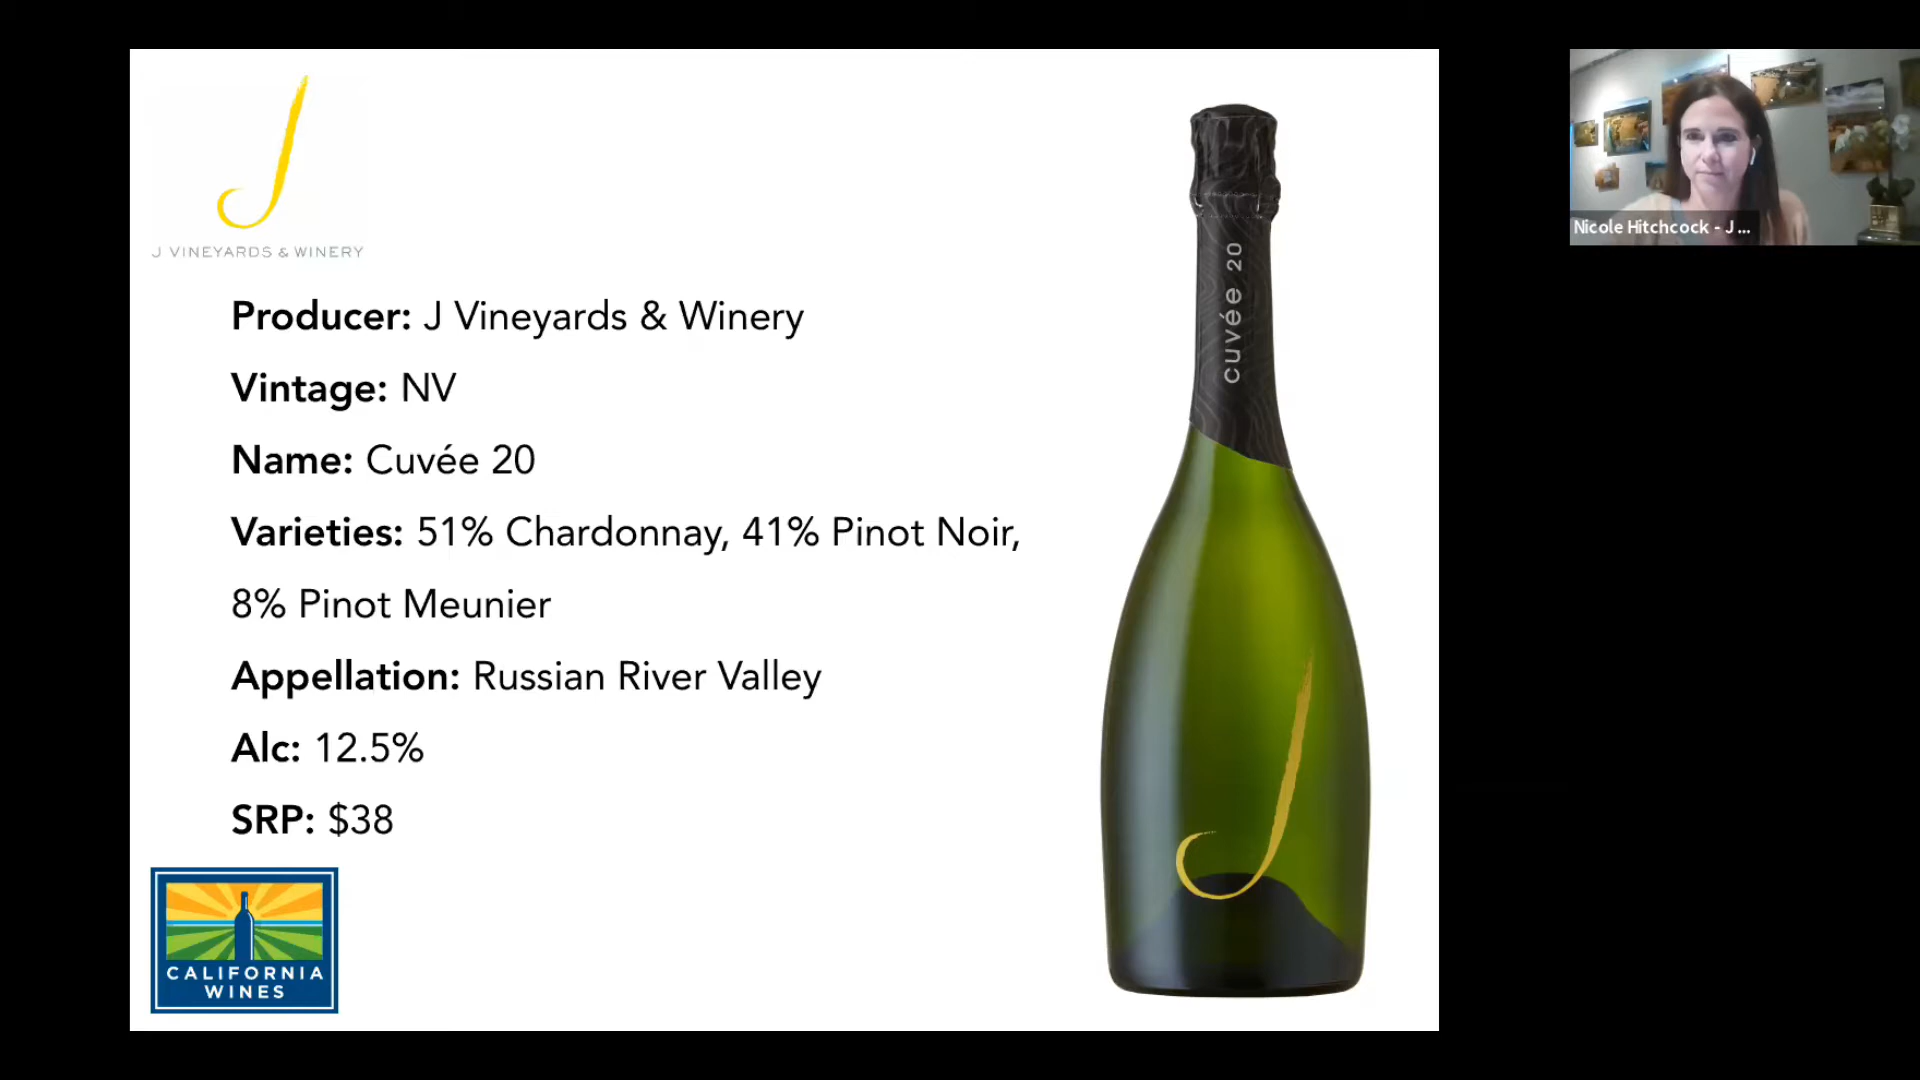 J VINEYARDS & WINERY
Producer: J Vineyards & Winery
Vintage: NV
Name: Cuvée 20
Varieties: 51% Chardonnay, 41% Pinot Noir,
8% Pinot Meunier
Appellation: Russian River Valley
Alc: 12.5%
SRP: $38
CALIFORNIA
WINES
cuvée 20
J
Nicole Hitchcock - J ...